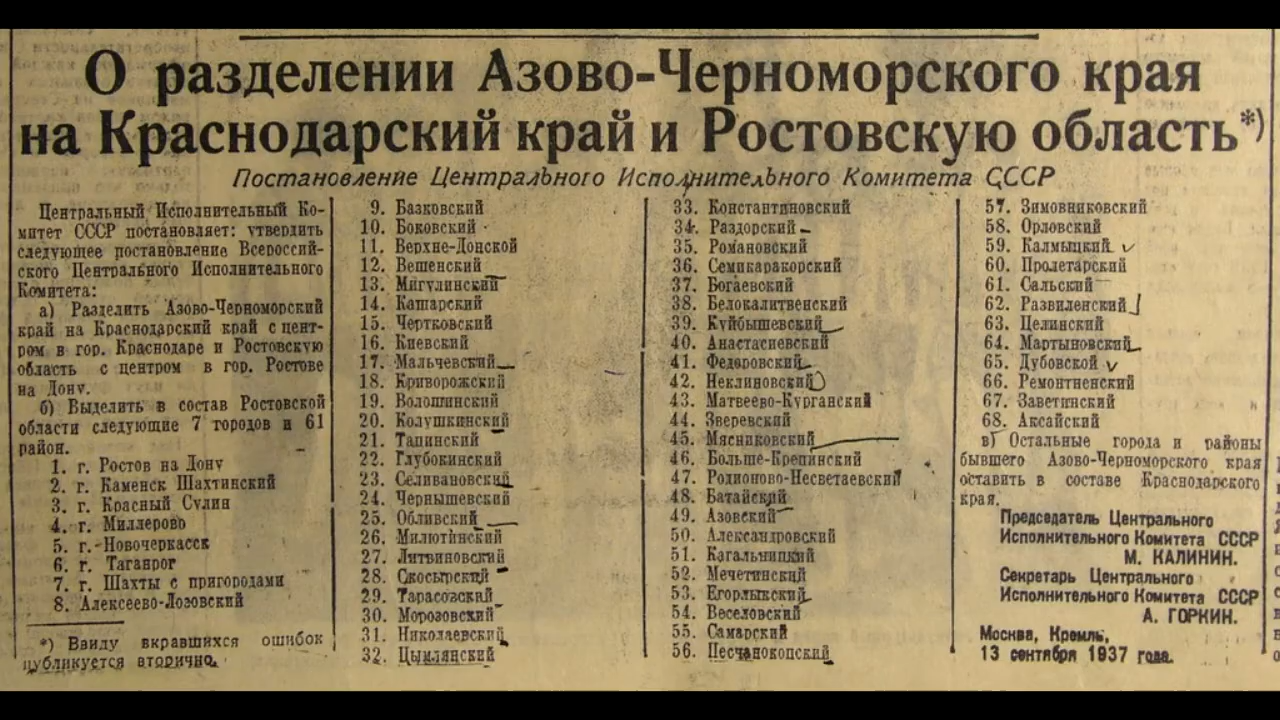 О разделении Азово-Черноморского края
на Краснодарский край и Ростовскую область*)
Постановление Центрального Исполнительного Комитета СССР
Центральный Исполнительный Ко-
митет СССР постановляет: утвердить
следующее постановление Всероссий-
ского Центрального Исполнительного
Комитета:
а) Разделить Азово-Черноморский
край на Краснодарский край с цент-
ром в гор. Краснодаре и Ростовскую
область с центром в гор. Ростове
на Дону.
б) Выделить в состав Ростовской
области следующие 7 городов и 61
район.
1. г. Ростов на Дону
2. г. Каменск Шахтинский
3. г. Красный Сулин
4. г. Миллерово
5. г. Новочеркасск
6. г. Таганрог
7. г. Шахты с пригородами
8. Алексеево-Лозовский
*) Ввиду вкравшихся ошибок
публикуется вторично.
9. Базковский
10. Боковский
11. Верхне-Донской
12. Вешенский
13. Мигулинский
14. Кашарский
15. Чертковский
16. Киевский
17. Мальчевский
18. Криворожский
19. Волошинский
20. Колушкинский
21. Тацинский
22. Глубокинский
23. Селивановский
24. Чернышевский
25. Обливский
26. Милютинский
27. Литвиновский
28. Скосырский
29. Тарасовский
30. Морозовский
31. Николаевский
32. Цымлянский
33. Константиновский
34. Раздорский
35. Романовский
36. Семикаракорский
37. Богаевский
38. Белокалитвенский
39. Куйбышевский
40. Анастасиевский
41. Федоровский
42. Неклиновский
43. Матвеево-Курганский
44. Зверевский
45. Мясниковский
46. Больше-Крепинский
47. Родионово-Несветаевский
48. Батайский
49. Азовский
50. Александровский
51. Кагальницкий
52. Мечетинский
53. Егорлыкский
54. Веселовский
55. Самарский
56. Песчанокопский
57. Зимовниковский
58. Орловский
59. Калмыцкий
60. Пролетарский
61. Сальский
62. Развиленский
63. Целинский
64. Мартыновский
65. Дубовской
66. Ремонтненский
67. Заветинский
68. Аксайский
в) Остальные города и районы
бывшего Азово-Черноморского края
оставить в составе Краснодарского
края.
Председатель Центрального
Исполнительного Комитета СССР
М. КАЛИНИН.
Секретарь Центрального
Исполнительного Комитета СССР
А. ГОРКИН.
Москва, Кремль,
13 сентября 1937 года.